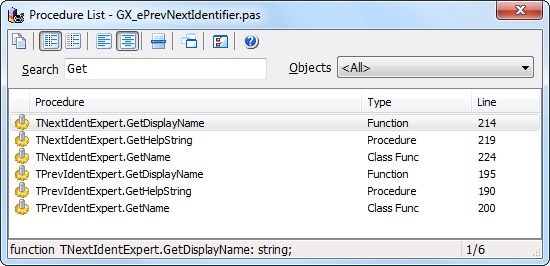 Procedure List - GX_ePrevNextIdentifier.pas
Search Get Objects <All>
Procedure Type Line
TNextIdentExpert.GetDisplayName Function 214
TNextIdentExpert.GetHelpString Procedure 219
TNextIdentExpert.GetName Class Func 224
TPrevIdentExpert.GetDisplayName Function 195
TPrevIdentExpert.GetHelpString Procedure 190
TPrevIdentExpert.GetName Class Func 200
function TNextIdentExpert.GetDisplayName: string; 1/6